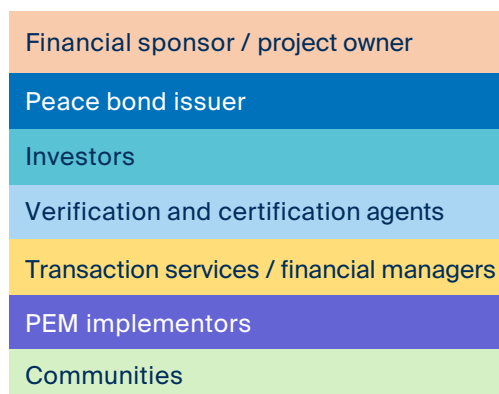 Financial sponsor / project owner
Peace bond issuer
Investors
Verification and certification agents
Transaction services / financial managers
PEM implementors
Communities